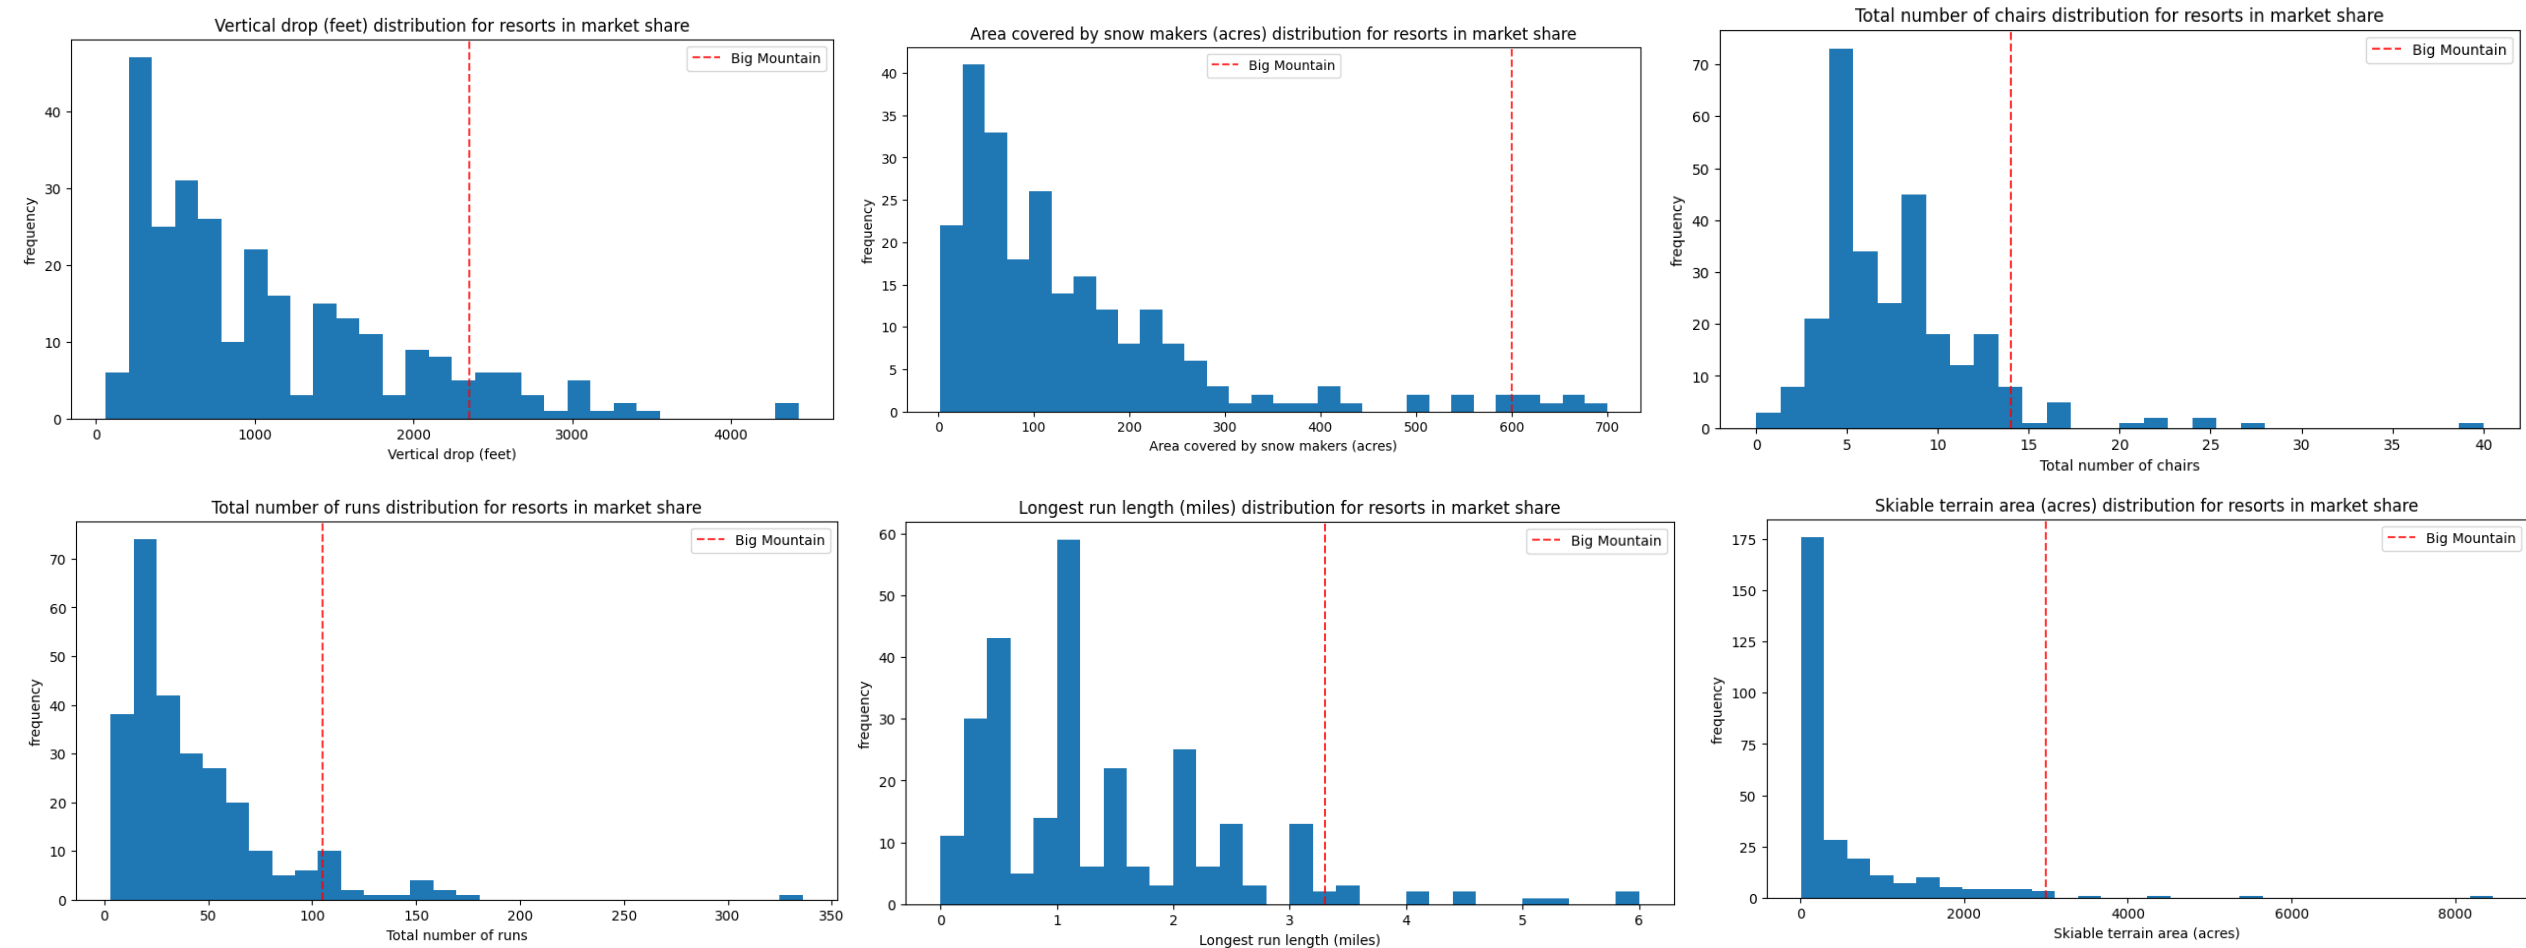 Vertical drop (feet) distribution for resorts in market share
Big Mountain
frequency
0 10 20 30 40
0 1000 2000 3000 4000
Vertical drop (feet)
Area covered by snow makers (acres) distribution for resorts in market share
Big Mountain
frequency
0 5 10 15 20 25 30 35 40
0 100 200 300 400 500 600 700
Area covered by snow makers (acres)
Total number of chairs distribution for resorts in market share
Big Mountain
frequency
0 10 20 30 40 50 60 70
0 5 10 15 20 25 30 35 40
Total number of chairs
Total number of runs distribution for resorts in market share
Big Mountain
frequency
0 10 20 30 40 50 60 70
0 50 100 150 200 250 300 350
Total number of runs
Longest run length (miles) distribution for resorts in market share
Big Mountain
frequency
0 10 20 30 40 50 60
0 1 2 3 4 5 6
Longest run length (miles)
Skiable terrain area (acres) distribution for resorts in market share
Big Mountain
frequency
0 25 50 75 100 125 150 175
0 2000 4000 6000 8000
Skiable terrain area (acres)